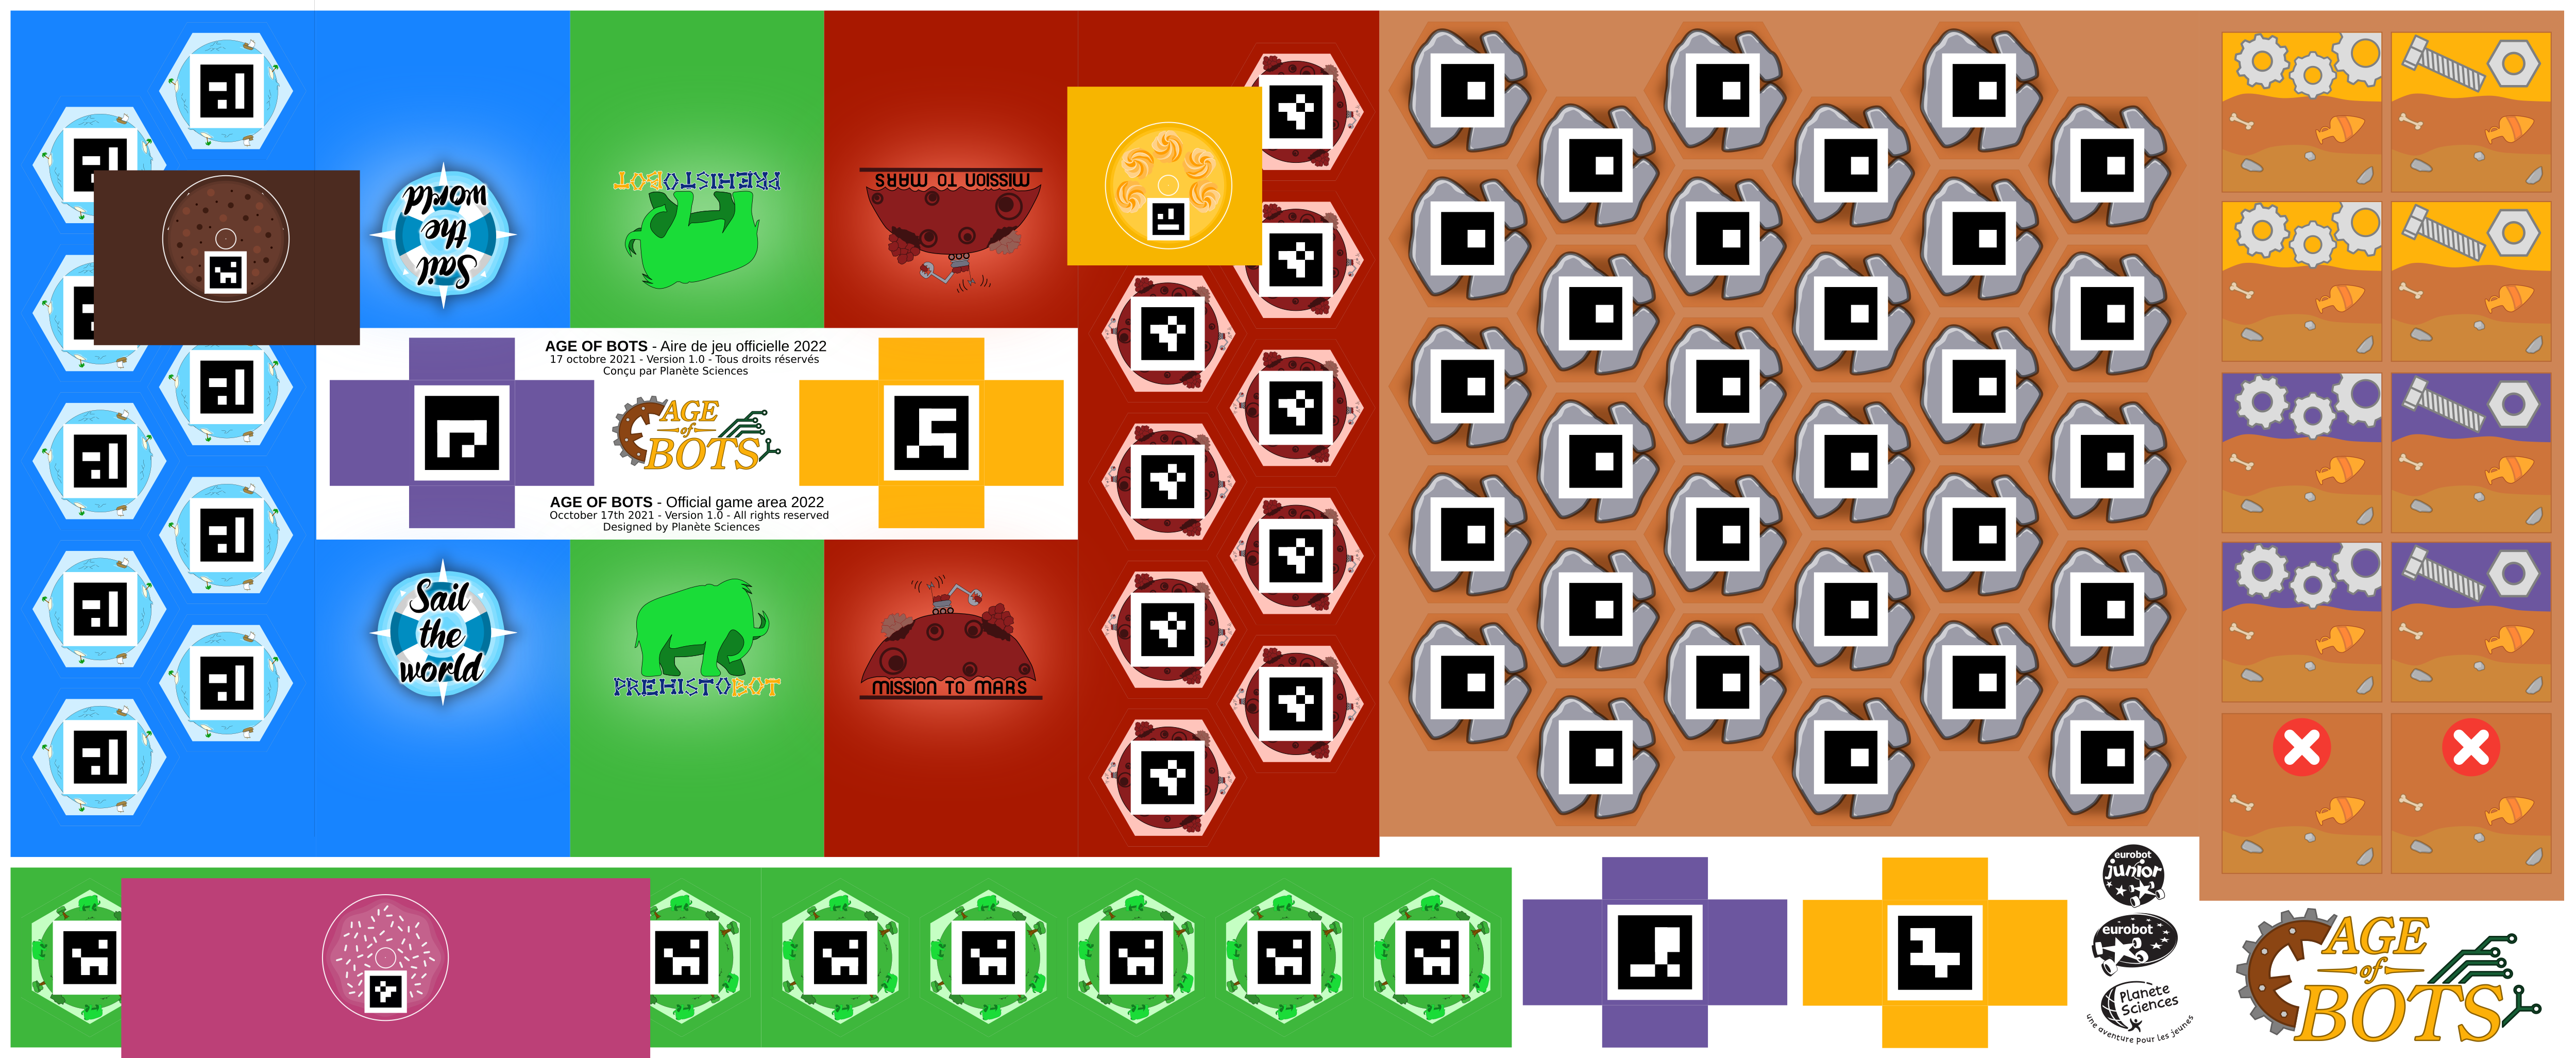 Sail
the
world
PREHISTOBOT
MISSION TO MARS
AGE OF BOTS - Aire de jeu officielle 2022
17 octobre 2021 - Version 1.0 - Tous droits réservés
Conçu par Planète Sciences
AGE
of
BOTS
AGE OF BOTS - Official game area 2022
Occtober 17th 2021 - Version 1.0 - All rights reserved
Designed by Planète Sciences
Sail
the
world
PREHISTOBOT
MISSION TO MARS
eurobot
junior
eurobot
Planète
Sciences
une aventure pour les jeunes
AGE
of
BOTS